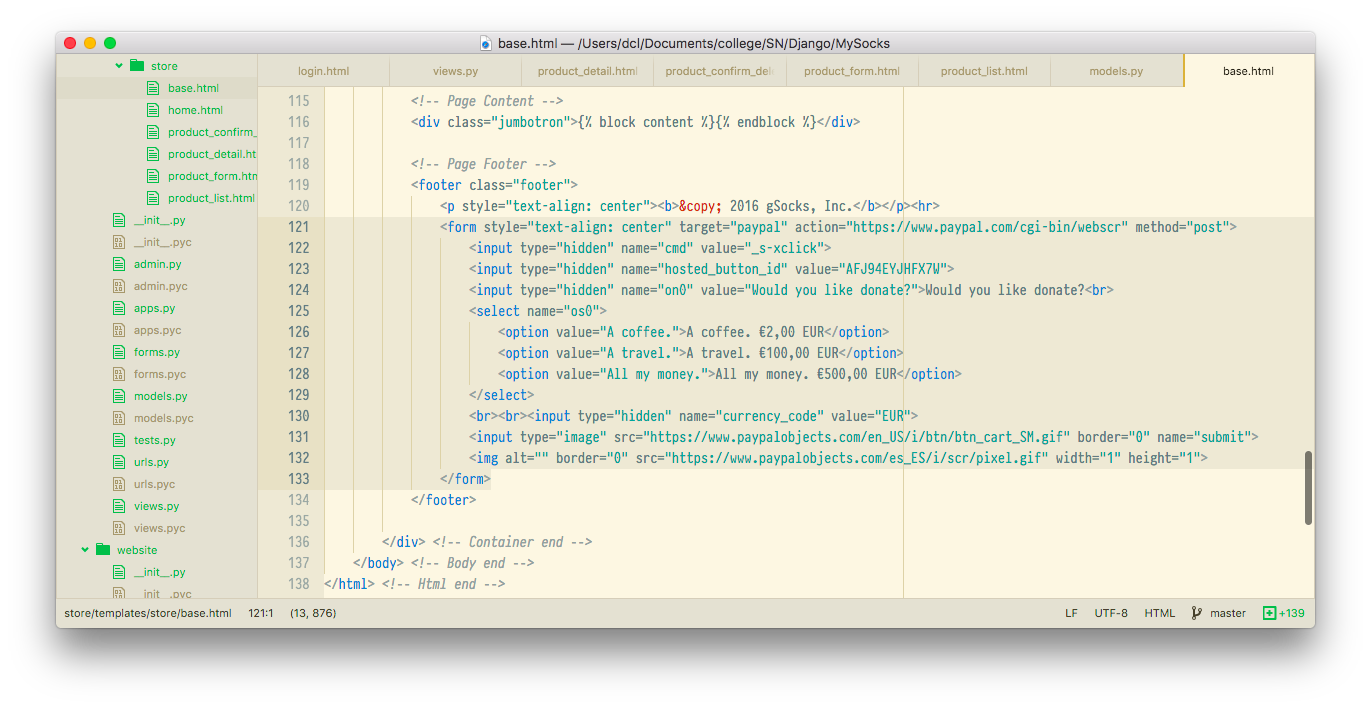 base.html — /Users/dcl/Documents/college/SN/Django/MySocks
store
base.html
home.html
product_confirm_
product_detail.ht
product_form.htm
product_list.html
__init__.py
__init__.pyc
admin.py
admin.pyc
apps.py
apps.pyc
forms.py
forms.pyc
models.py
models.pyc
tests.py
urls.py
urls.pyc
views.py
views.pyc
website
__init__.py
__init__.pyc
login.html views.py product_detail.html product_confirm_del product_form.html product_list.html models.py base.html
115 <!-- Page Content -->
116 <div class="jumbotron">{% block content %}{% endblock %}</div>
117
118 <!-- Page Footer -->
119 <footer class="footer">
120 <p style="text-align: center"><b>&copy; 2016 gSocks, Inc.</b></p><hr>
121 <form style="text-align: center" target="paypal" action="https://www.paypal.com/cgi-bin/webscr" method="post">
122 <input type="hidden" name="cmd" value="_s-xclick">
123 <input type="hidden" name="hosted_button_id" value="AFJ94EYJHFX7W">
124 <input type="hidden" name="on0" value="Would you like donate?">Would you like donate?<br>
125 <select name="os0">
126 <option value="A coffee.">A coffee. €2,00 EUR</option>
127 <option value="A travel.">A travel. €100,00 EUR</option>
128 <option value="All my money.">All my money. €500,00 EUR</option>
129 </select>
130 <br><br><input type="hidden" name="currency_code" value="EUR">
131 <input type="image" src="https://www.paypalobjects.com/en_US/i/btn/btn_cart_SM.gif" border="0" name="submit">
132 <img alt="" border="0" src="https://www.paypalobjects.com/es_ES/i/scr/pixel.gif" width="1" height="1">
133 </form>
134 </footer>
135
136 </div> <!-- Container end -->
137 </body> <!-- Body end -->
138 </html> <!-- Html end -->
store/templates/store/base.html 121:1 (13, 876) LF UTF-8 HTML master +139